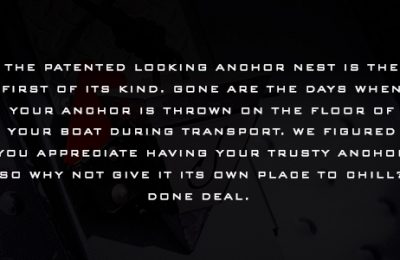 THE PATENTED LOOKING ANCHOR NEST IS THE
FIRST OF ITS KIND. GONE ARE THE DAYS WHEN
YOUR ANCHOR IS THROWN ON THE FLOOR OF
YOUR BOAT DURING TRANSPORT. WE FIGURED
YOU APPRECIATE HAVING YOUR TRUSTY ANCHOR
SO WHY NOT GIVE IT ITS OWN PLACE TO CHILL?
DONE DEAL.